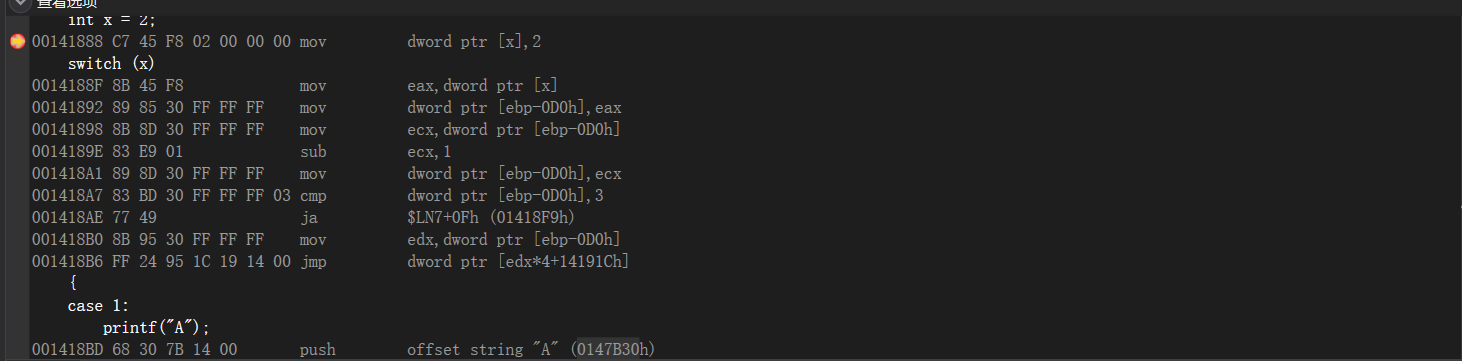 查看选项
int x = 2;
00141888 C7 45 F8 02 00 00 00 mov dword ptr [x],2
switch (x)
0014188F 8B 45 F8 mov eax,dword ptr [x]
00141892 89 85 30 FF FF FF mov dword ptr [ebp-0D0h],eax
00141898 8B 8D 30 FF FF FF mov ecx,dword ptr [ebp-0D0h]
0014189E 83 E9 01 sub ecx,1
001418A1 89 8D 30 FF FF FF mov dword ptr [ebp-0D0h],ecx
001418A7 83 BD 30 FF FF FF 03 cmp dword ptr [ebp-0D0h],3
001418AE 77 49 ja $LN7+0Fh (01418F9h)
001418B0 8B 95 30 FF FF FF mov edx,dword ptr [ebp-0D0h]
001418B6 FF 24 95 1C 19 14 00 jmp dword ptr [edx*4+14191Ch]
{
case 1:
printf("A");
001418BD 68 30 7B 14 00 push offset string "A" (0147B30h)